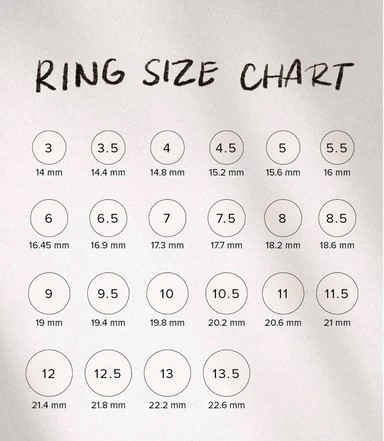 RING SIZE CHART
3 3.5 4 4.5 5 5.5
14 mm 14.4 mm 14.8 mm 15.2 mm 15.6 mm 16 mm
6 6.5 7 7.5 8 8.5
16.45 mm 16.9 mm 17.3 mm 17.7 mm 18.2 mm 18.6 mm
9 9.5 10 10.5 11 11.5
19 mm 19.4 mm 19.8 mm 20.2 mm 20.6 mm 21 mm
12 12.5 13 13.5
21.4 mm 21.8 mm 22.2 mm 22.6 mm